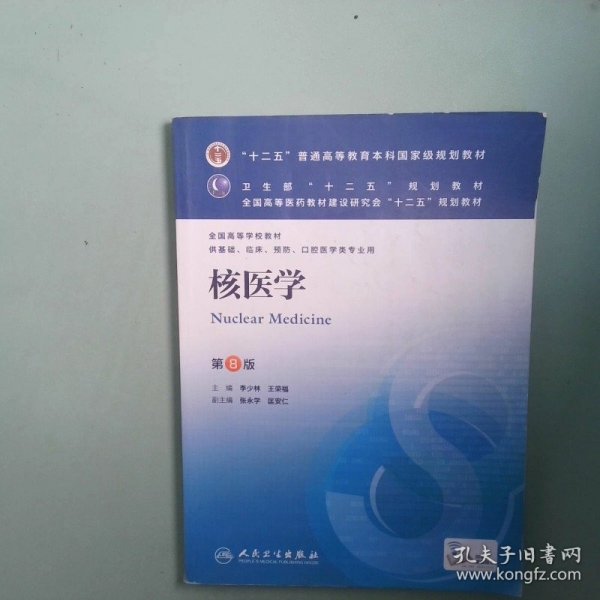 “十二五”普通高等教育本科国家级规划教材
卫生部“十二五”规划教材
全国高等医药教材建设研究会“十二五”规划教材
全国高等学校教材
供基础、临床、预防、口腔医学类专业用
核医学
Nuclear Medicine
第8版
主编 李少林 王荣福
副主编 张永学 匡安仁
人民卫生出版社
PEOPLE'S MEDICAL PUBLISHING HOUSE
孔夫子旧书网
www.kongfz.com